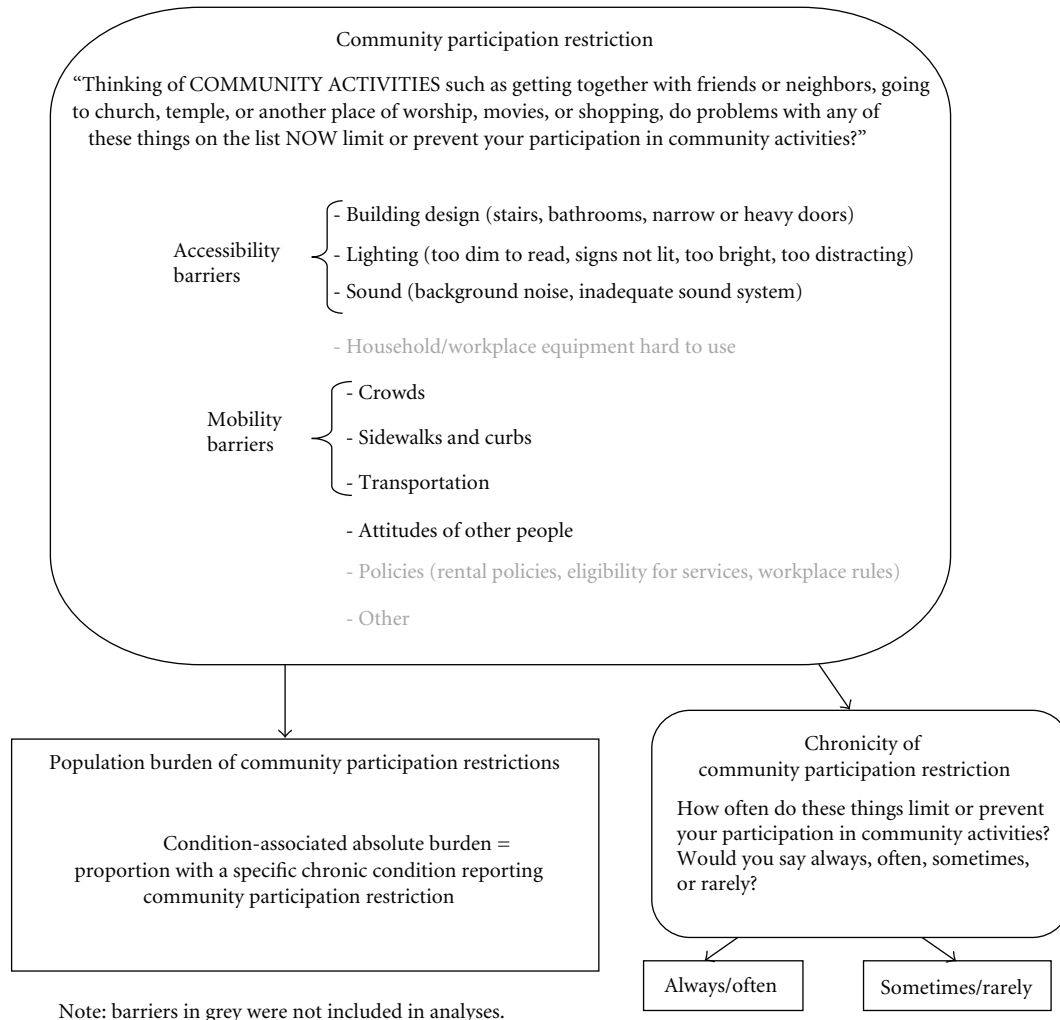 Community participation restriction
“Thinking of COMMUNITY ACTIVITIES such as getting together with friends or neighbors, going
to church, temple, or another place of worship, movies, or shopping, do problems with any of
these things on the list NOW limit or prevent your participation in community activities?”
Accessibility
barriers
- Building design (stairs, bathrooms, narrow or heavy doors)
- Lighting (too dim to read, signs not lit, too bright, too distracting)
- Sound (background noise, inadequate sound system)
- Household/workplace equipment hard to use
Mobility
barriers
- Crowds
- Sidewalks and curbs
- Transportation
- Attitudes of other people
- Policies (rental policies, eligibility for services, workplace rules)
- Other
Population burden of community participation restrictions
Condition-associated absolute burden =
proportion with a specific chronic condition reporting
community participation restriction
Chronicity of
community participation restriction
How often do these things limit or prevent
your participation in community activities?
Would you say always, often, sometimes,
or rarely?
Always/often
Sometimes/rarely
Note: barriers in grey were not included in analyses.